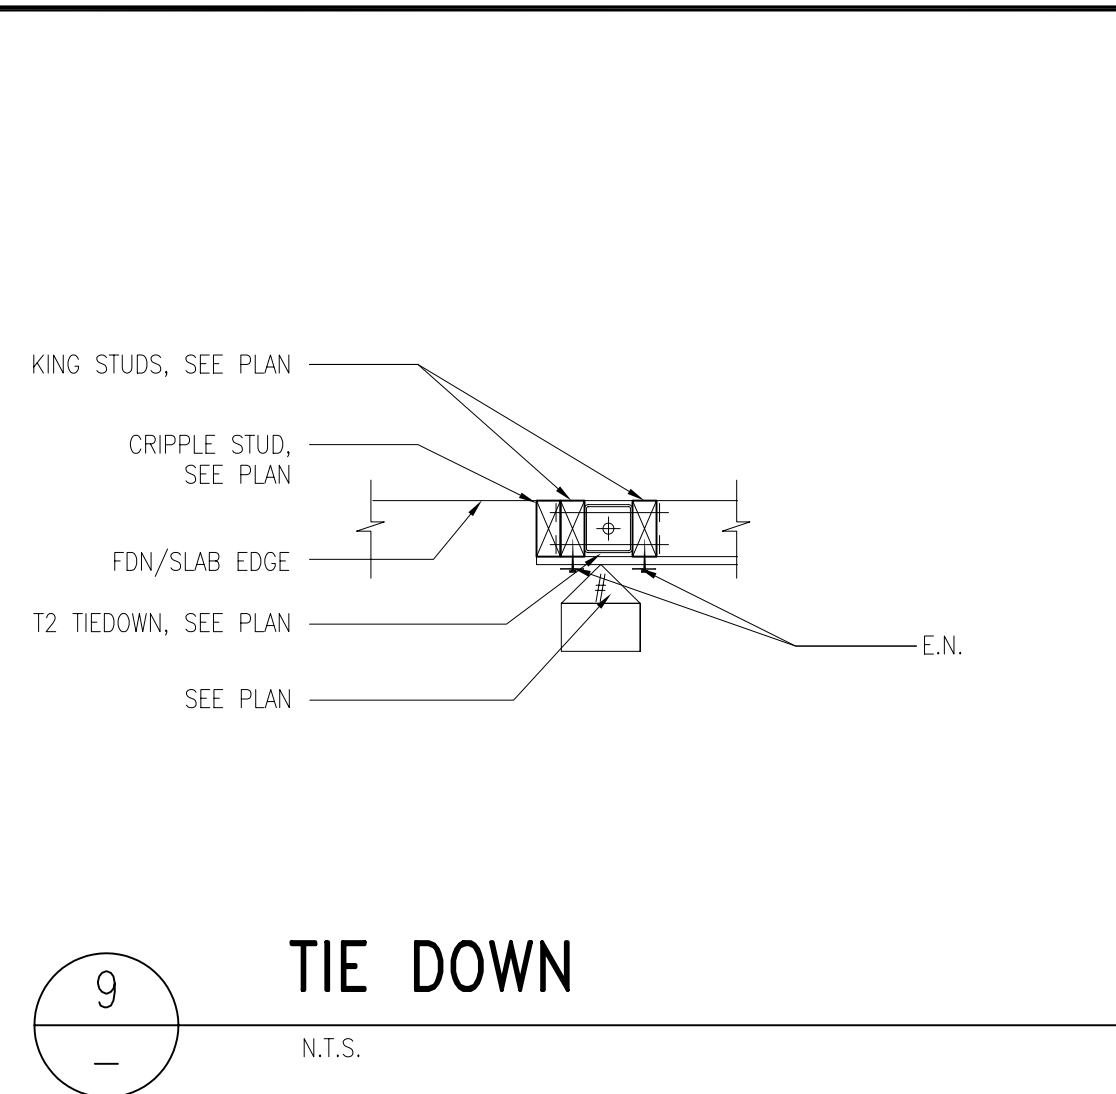 KING STUDS, SEE PLAN
CRIPPLE STUD,
SEE PLAN
FDN/SLAB EDGE
T2 TIEDOWN, SEE PLAN
SEE PLAN
E.N.
TIE DOWN
9
–
N.T.S.